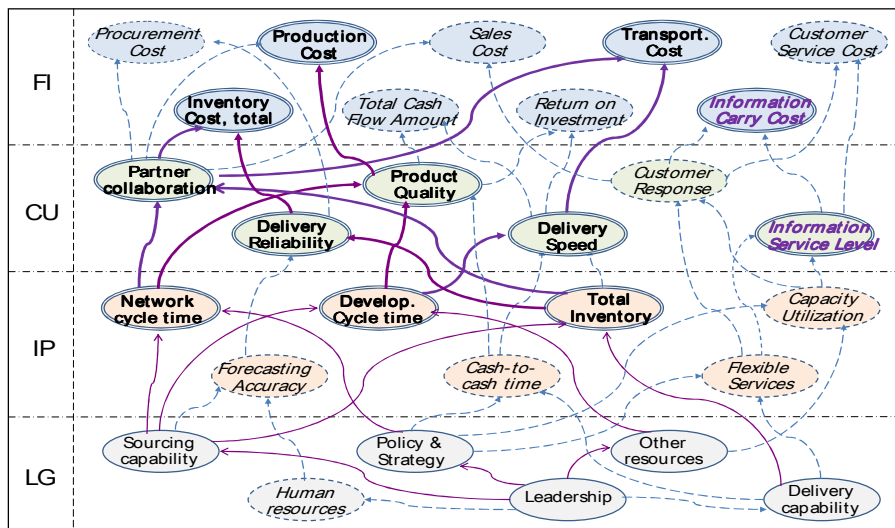 FI
Procurement
Cost
Production
Cost
Sales
Cost
Transport.
Cost
Customer
Service Cost
Inventory
Cost, total
Total Cash
Flow Amount
Return on
Investment
Information
Carry Cost
CU
Partner
collaboration
Product
Quality
Customer
Response
Delivery
Reliability
Delivery
Speed
Information
Service Level
IP
Network
cycle time
Develop.
Cycle time
Total
Inventory
Capacity
Utilization
Forecasting
Accuracy
Cash-to-
cash time
Flexible
Services
LG
Sourcing
capability
Policy &
Strategy
Other
resources
Human
resources
Leadership
Delivery
capability